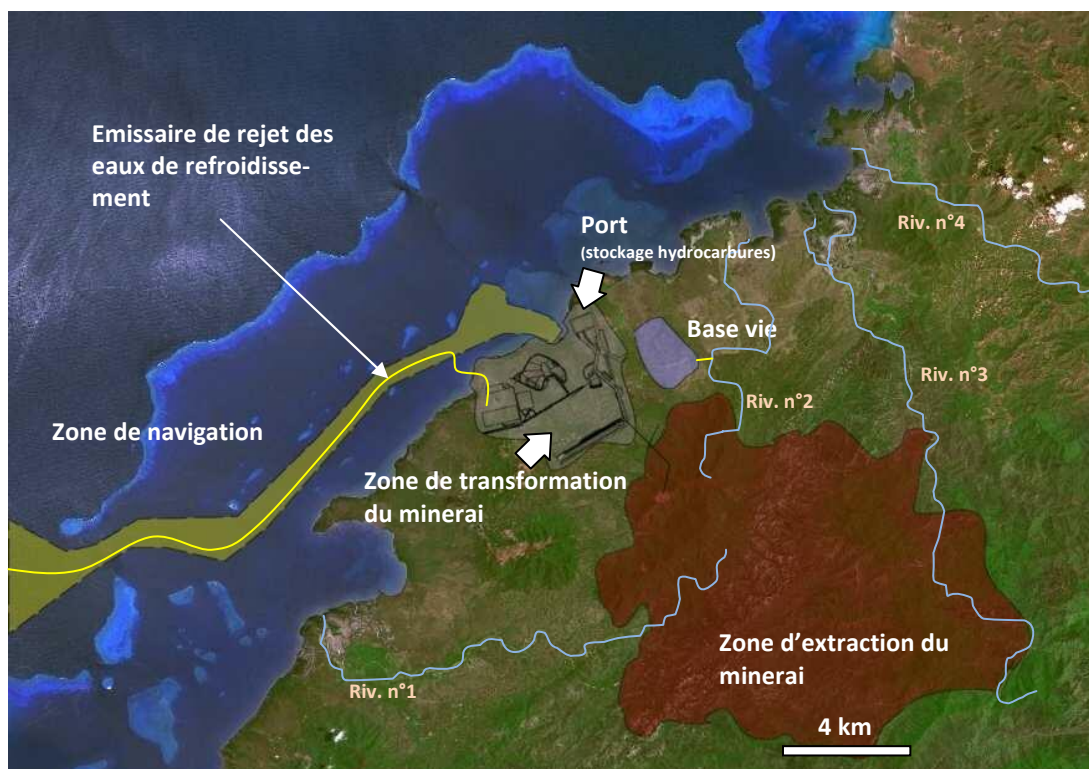 Emissaire de rejet des
eaux de refroidisse-
ment
Port
(stockage hydrocarbures)
Riv. n°4
Base vie
Riv. n°3
Riv. n°2
Zone de navigation
Zone de transformation
du minerai
Zone d'extraction du
minerai
Riv. n°1
4 km